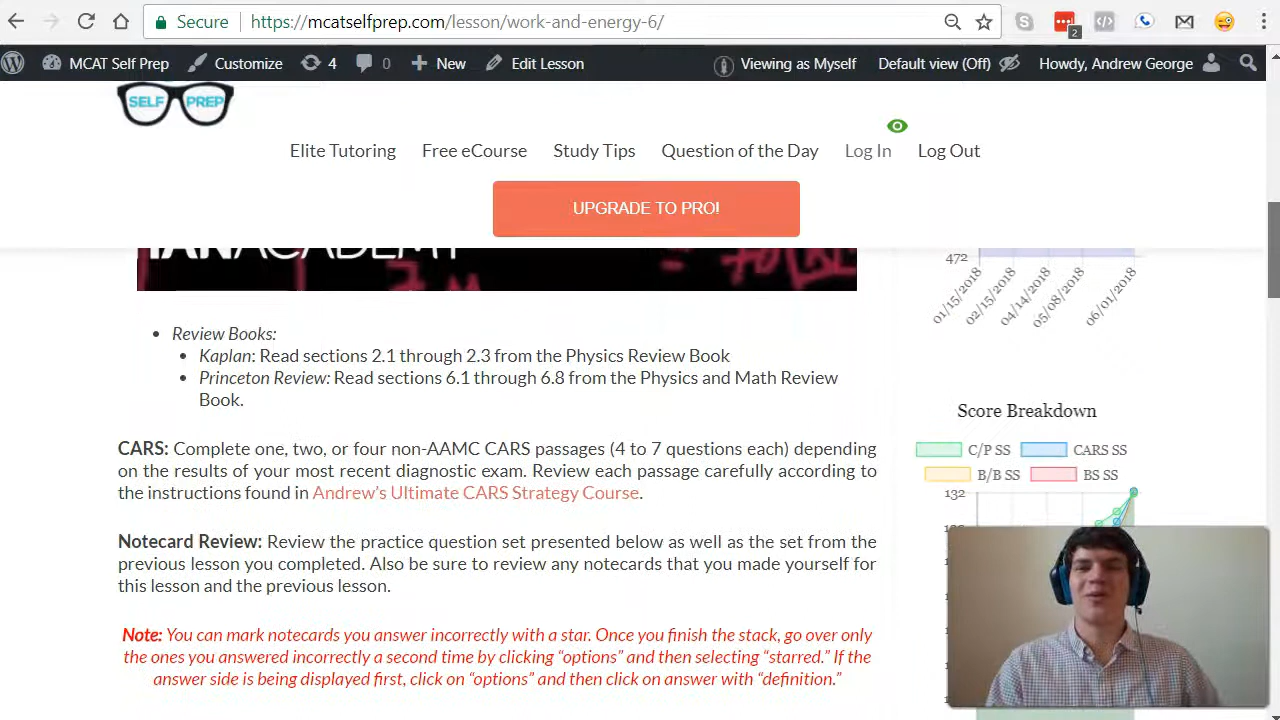 Secure
https://mcatselfprep.com/lesson/work-and-energy-6/
2
MCAT Self Prep
Customize
4
0
New
Edit Lesson
Viewing as Myself
Default view (Off)
Howdy, Andrew George
SELF PREP
Elite Tutoring
Free eCourse
Study Tips
Question of the Day
Log In
Log Out
UPGRADE TO PRO!
472
01/15/2018
02/15/2018
04/14/2018
05/08/2018
06/01/2018
• Review Books:
• Kaplan: Read sections 2.1 through 2.3 from the Physics Review Book
• Princeton Review: Read sections 6.1 through 6.8 from the Physics and Math Review
Book.
CARS: Complete one, two, or four non-AAMC CARS passages (4 to 7 questions each) depending
on the results of your most recent diagnostic exam. Review each passage carefully according to
the instructions found in Andrew's Ultimate CARS Strategy Course.
Notecard Review: Review the practice question set presented below as well as the set from the
previous lesson you completed. Also be sure to review any notecards that you made yourself for
this lesson and the previous lesson.
Note: You can mark notecards you answer incorrectly with a star. Once you finish the stack, go over only
the ones you answered incorrectly a second time by clicking “options” and then selecting “starred.” If the
answer side is being displayed first, click on “options” and then click on answer with “definition.”
Score Breakdown
C/P SS
CARS SS
B/B SS
BS SS
132